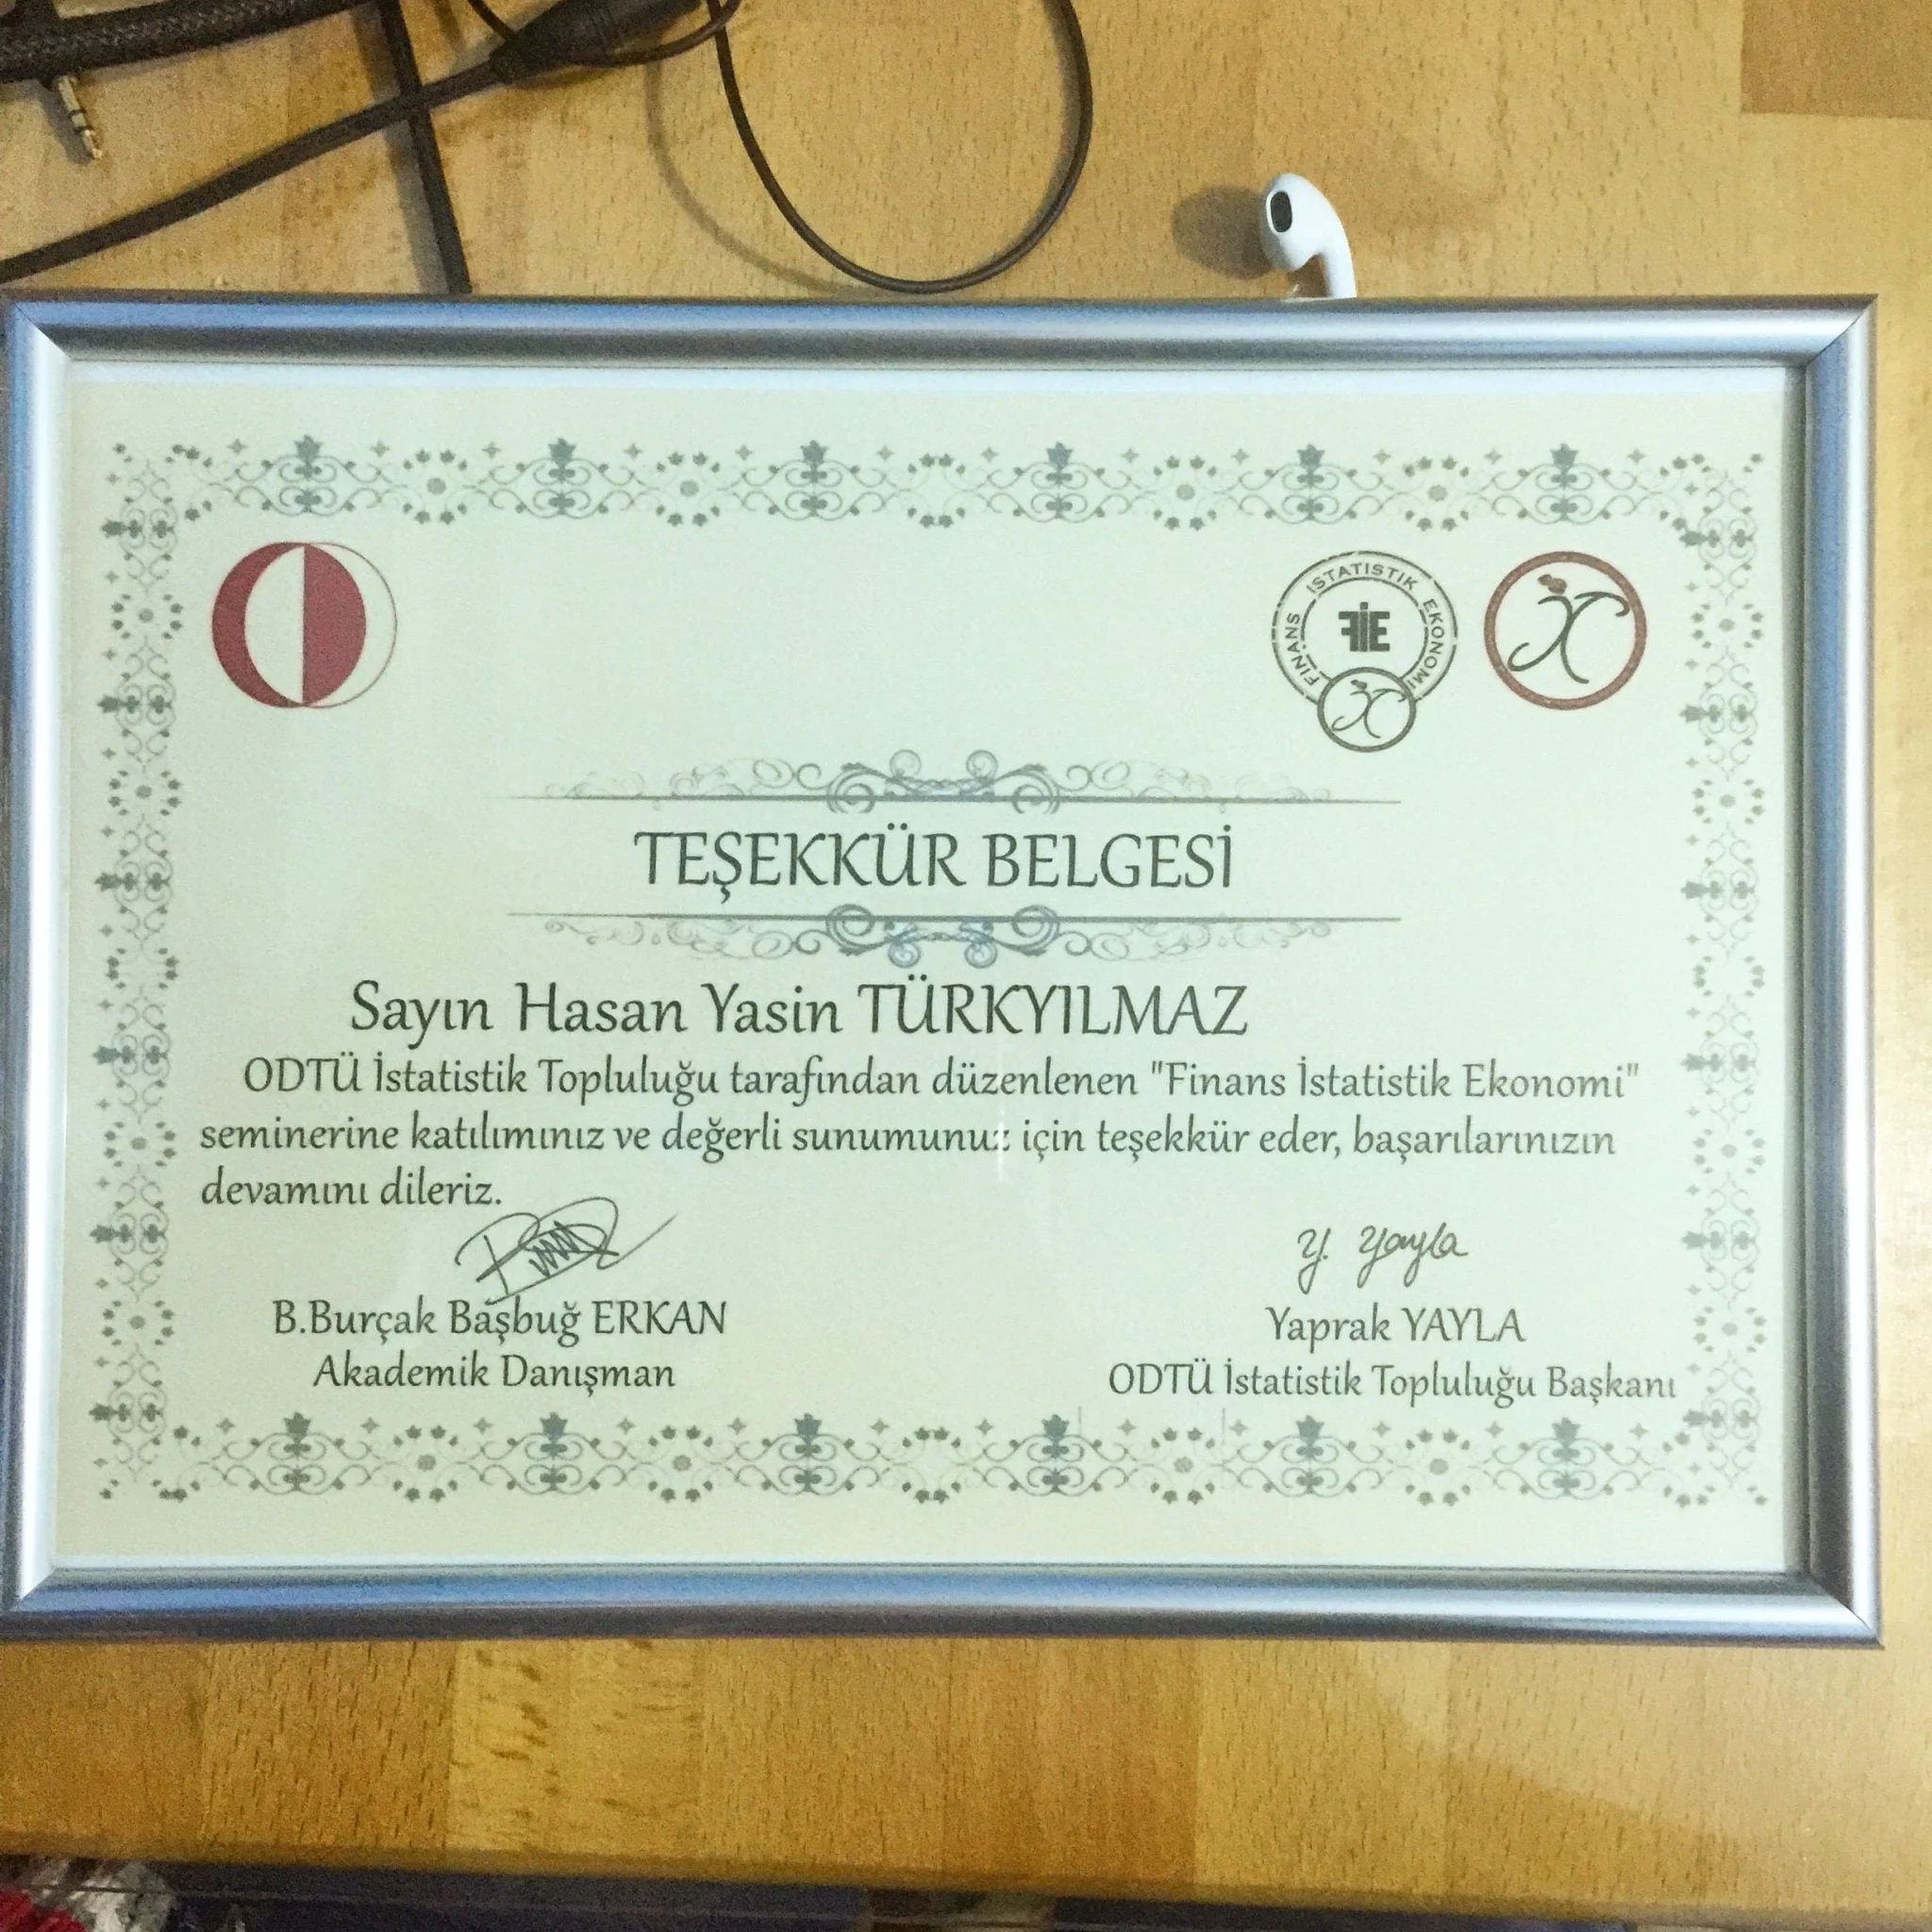 FİNANS İSTATİSTİK EKONOMİ
FİE
TEŞEKKÜR BELGESİ
Sayın Hasan Yasin TÜRKYILMAZ
ODTÜ İstatistik Topluluğu tarafından düzenlenen "Finans İstatistik Ekonomi"
seminerine katılımınız ve değerli sunumunuz için teşekkür eder, başarılarınızın
devamını dileriz.
Y. Yayla
B.Burçak Başbuğ ERKAN
Yaprak YAYLA
Akademik Danışman
ODTÜ İstatistik Topluluğu Başkanı